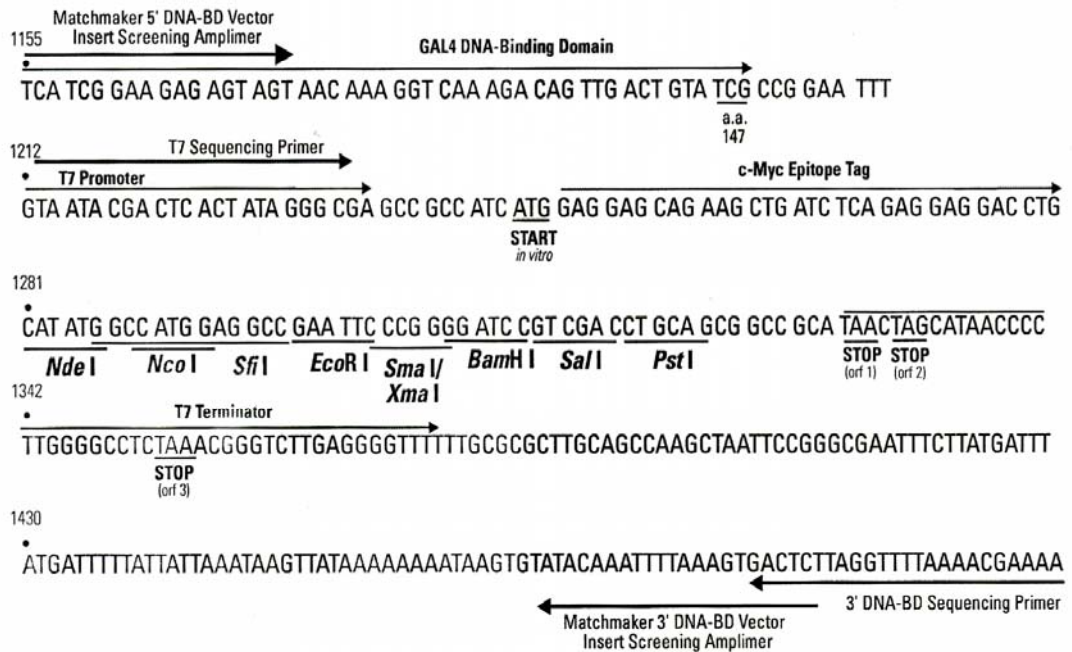 Matchmaker 5' DNA-BD Vector
Insert Screening Amplimer
1155
GAL4 DNA-Binding Domain
TCA TCG GAA GAG AGT AGT AAC AAA GGT CAA AGA CAG TTG ACT GTA TCG CCG GAA TTT
a.a.
147
1212
T7 Sequencing Primer
T7 Promoter
c-Myc Epitope Tag
GTA ATA CGA CTC ACT ATA GGG CGA GCC GCC ATC ATG GAG GAG CAG AAG CTG ATC TCA GAG GAG GAC CTG
START
in vitro
1281
CAT ATG GCC ATG GAG GCC GAA TTC CCG GGG ATC CGT CGA CCT GCA GCG GCC GCA TAACTAGCATAACCCC
Nde I Nco I Sfi I EcoR I Sma I/ BamH I Sal I Pst I STOP STOP
Xma I (orf 1) (orf 2)
1342
T7 Terminator
TTGGGGCCTCTAAACGGGTCTTGAGGGGTTTTTTGCGCGCTTGCAGCCAAGCTAATTCCGGGCGAATTTCTTATGATTT
STOP
(orf 3)
1430
ATGATTTTTATTATTAAATAAGTTATAAAAAAAATAAGTGTATACAAATTTTAAAGTGACTCTTAGGTTTTAAAACGAAAA
3' DNA-BD Sequencing Primer
Matchmaker 3' DNA-BD Vector
Insert Screening Amplimer